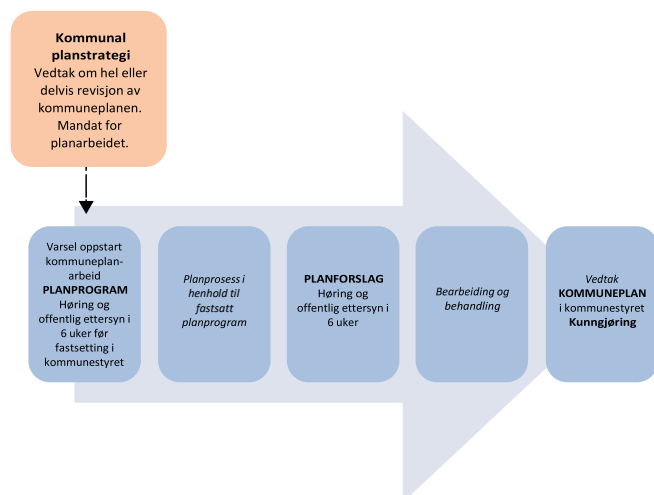 Kommunal
planstrategi
Vedtak om hel eller
delvis revisjon av
kommuneplanen.
Mandat for
planarbeidet.
Varsel oppstart
kommuneplan-
arbeid
PLANPROGRAM
Høring og
offentlig ettersyn i
6 uker før
fastsetting i
kommunestyret
Planprosess i
henhold til
fastsatt
planprogram
PLANFORSLAG
Høring og
offentlig ettersyn i
6 uker
Bearbeiding og
behandling
Vedtak
KOMMUNEPLAN
i kommunestyret
Kunngjøring